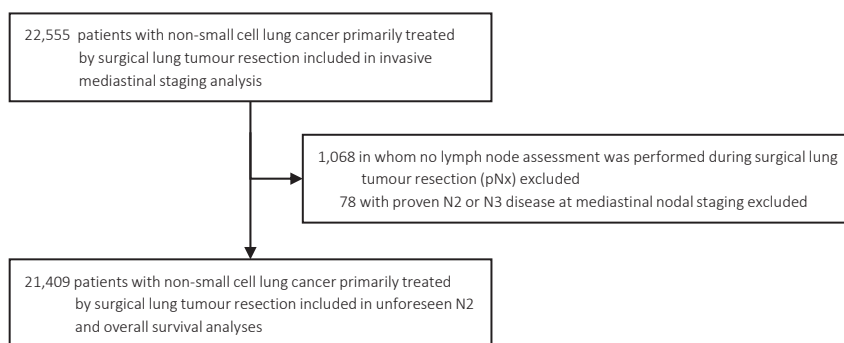 22,555 patients with non-small cell lung cancer primarily treated
by surgical lung tumour resection included in invasive
mediastinal staging analysis
1,068 in whom no lymph node assessment was performed during surgical lung
tumour resection (pNx) excluded
78 with proven N2 or N3 disease at mediastinal nodal staging excluded
21,409 patients with non-small cell lung cancer primarily treated
by surgical lung tumour resection included in unforeseen N2
and overall survival analyses